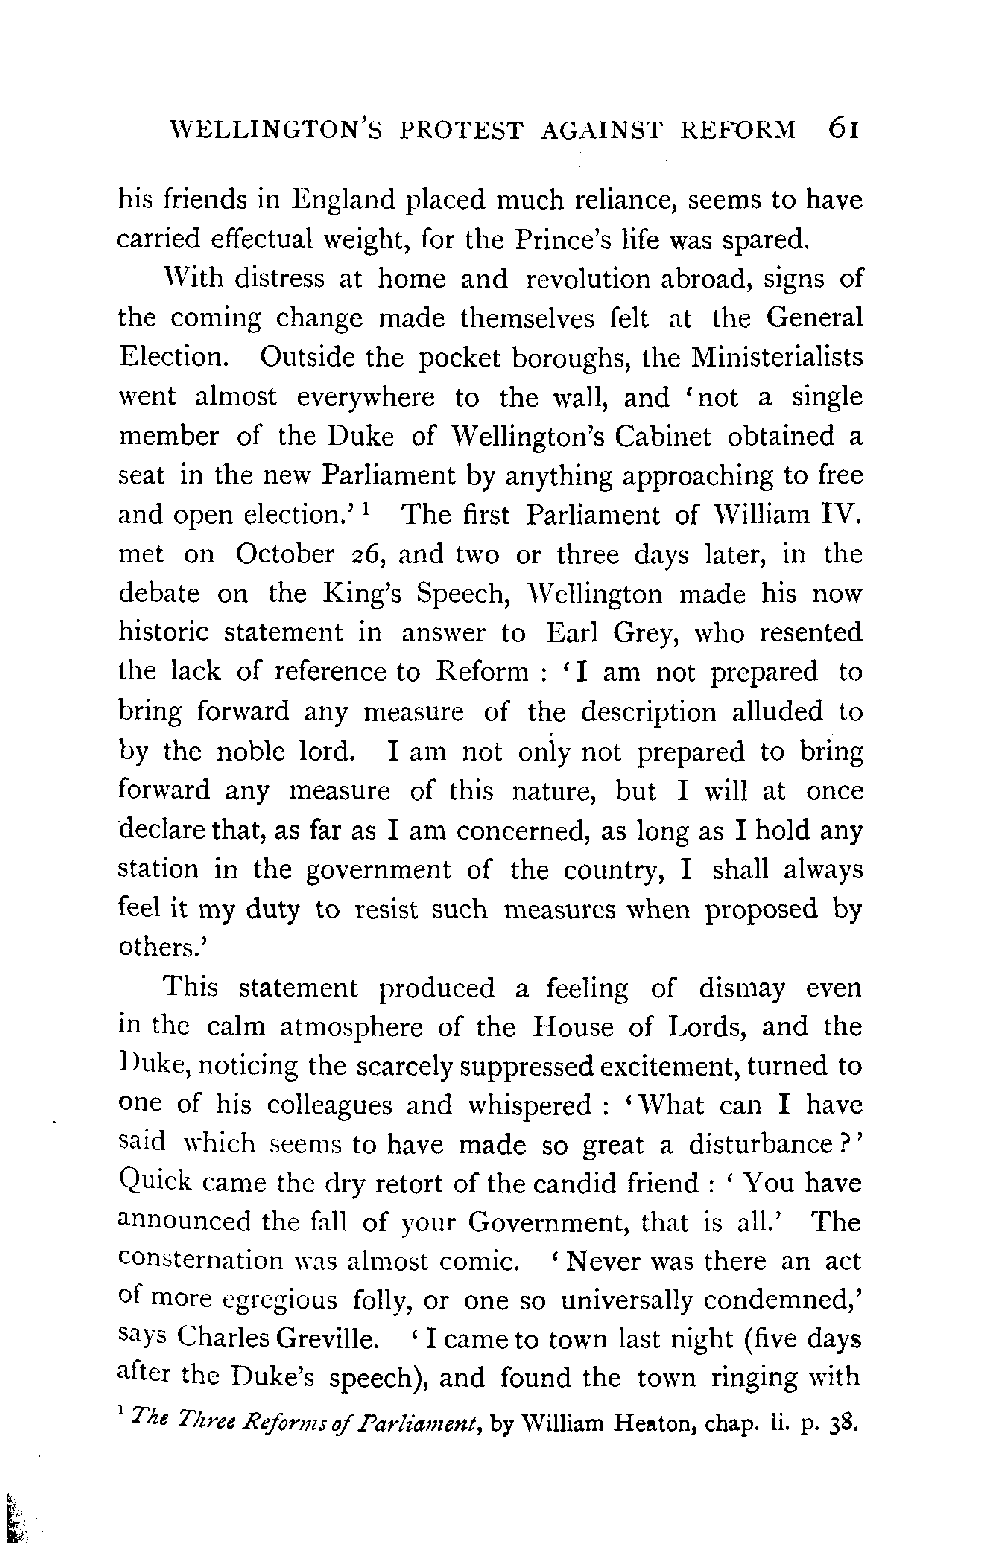 WELLINGTON'S PROTEST AGAINST REFORM 61
his friends in England placed much reliance, seems to have
carried effectual weight, for the Prince's life was spared.
With distress at home and revolution abroad, signs of
the coming change made themselves felt at the General
Election. Outside the pocket boroughs, the Ministerialists
went almost everywhere to the wall, and 'not a single
member of the Duke of Wellington's Cabinet obtained a
seat in the new Parliament by anything approaching to free
and open election.' 1 The first Parliament of William IV.
met on October 26, and two or three days later, in the
debate on the King's Speech, Wellington made his now
historic statement in answer to Earl Grey, who resented
the lack of reference to Reform : 'I am not prepared to
bring forward any measure of the description alluded to
by the noble lord. I am not only not prepared to bring
forward any measure of this nature, but I will at once
declare that, as far as I am concerned, as long as I hold any
station in the government of the country, I shall always
feel it my duty to resist such measures when proposed by
others.'
This statement produced a feeling of dismay even
in the calm atmosphere of the House of Lords, and the
Duke, noticing the scarcely suppressed excitement, turned to
one of his colleagues and whispered : 'What can I have
said which seems to have made so great a disturbance?'
Quick came the dry retort of the candid friend : 'You have
announced the fall of your Government, that is all.' The
consternation was almost comic. 'Never was there an act
of more egregious folly, or one so universally condemned,'
says Charles Greville. 'I came to town last night (five days
after the Duke's speech), and found the town ringing with
1 The Three Reforms of Parliament, by William Heaton, chap. ii. p. 38.